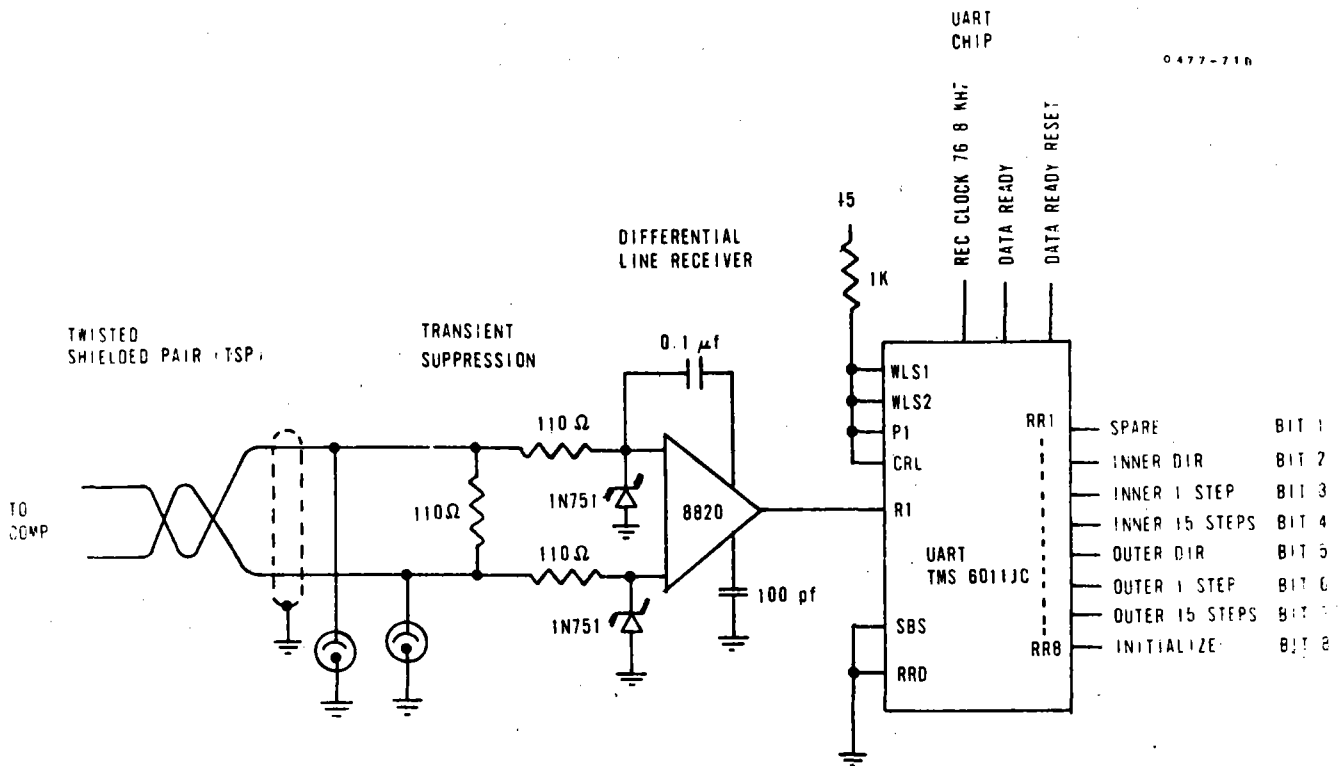 UART
CHIP
0477-71B
REC CLOCK 76 8 KHZ
DATA READY
DATA READY RESET
+5
1K
DIFFERENTIAL
LINE RECEIVER
TWISTED
SHIELDED PAIR (TSP)
TRANSIENT
SUPPRESSION
0.1 µf
WLS1
WLS2
P1
CRL
R1
UART
TMS 6011JC
SBS
RRD
RR1
RR8
110 Ω
110Ω
110 Ω
1N751
1N751
8820
100 pf
TO
COMP
SPARE BIT 1
INNER DIR BIT 2
INNER 1 STEP BIT 3
INNER 15 STEPS BIT 4
OUTER DIR BIT 5
OUTER 1 STEP BIT 6
OUTER 15 STEPS BIT
INITIALIZE BIT 8